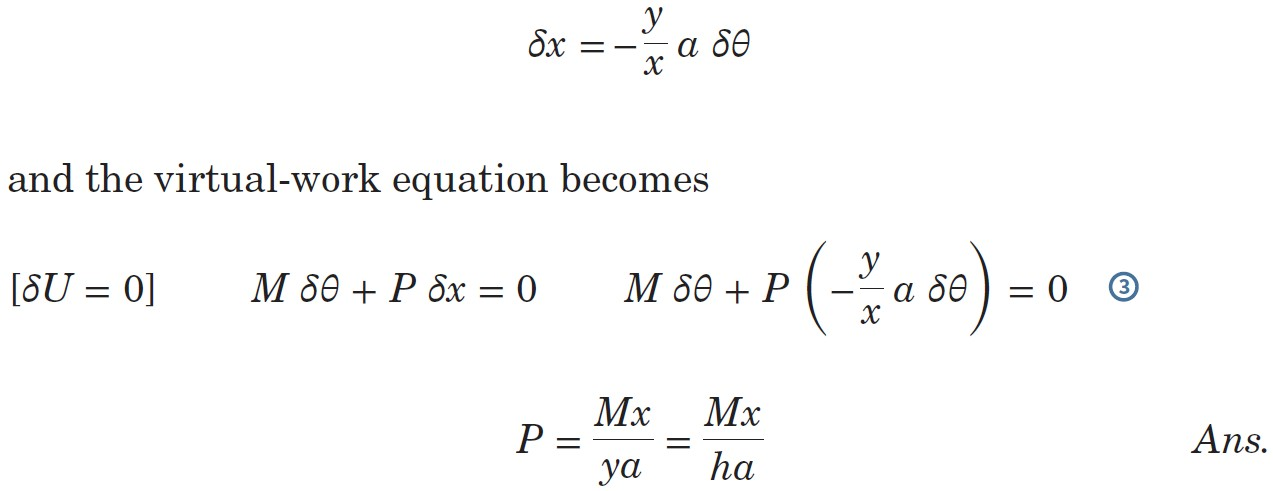 δx = −y/x a δθ
and the virtual-work equation becomes
[δU = 0] M δθ + P δx = 0 M δθ + P (−y/x a δθ) = 0 ③
P = Mx/ya = Mx/ha Ans.